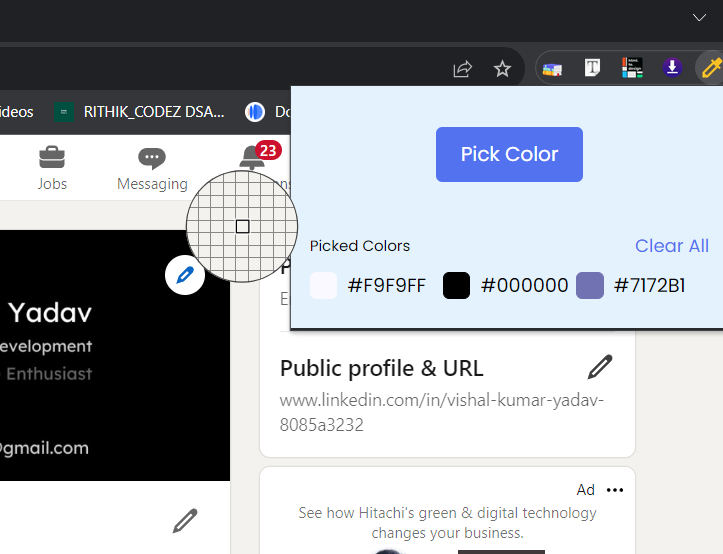 ideos
RITHIK_CODEZ DSA...
Do
Pick Color
23
Jobs
Messaging
Picked Colors
Clear All
#F9F9FF
#000000
#7172B1
Yadav
evelopment
Enthusiast
@gmail.com
Public profile & URL
www.linkedin.com/in/vishal-kumar-yadav-
8085a3232
Ad
See how Hitachi's green & digital technology
changes your business.